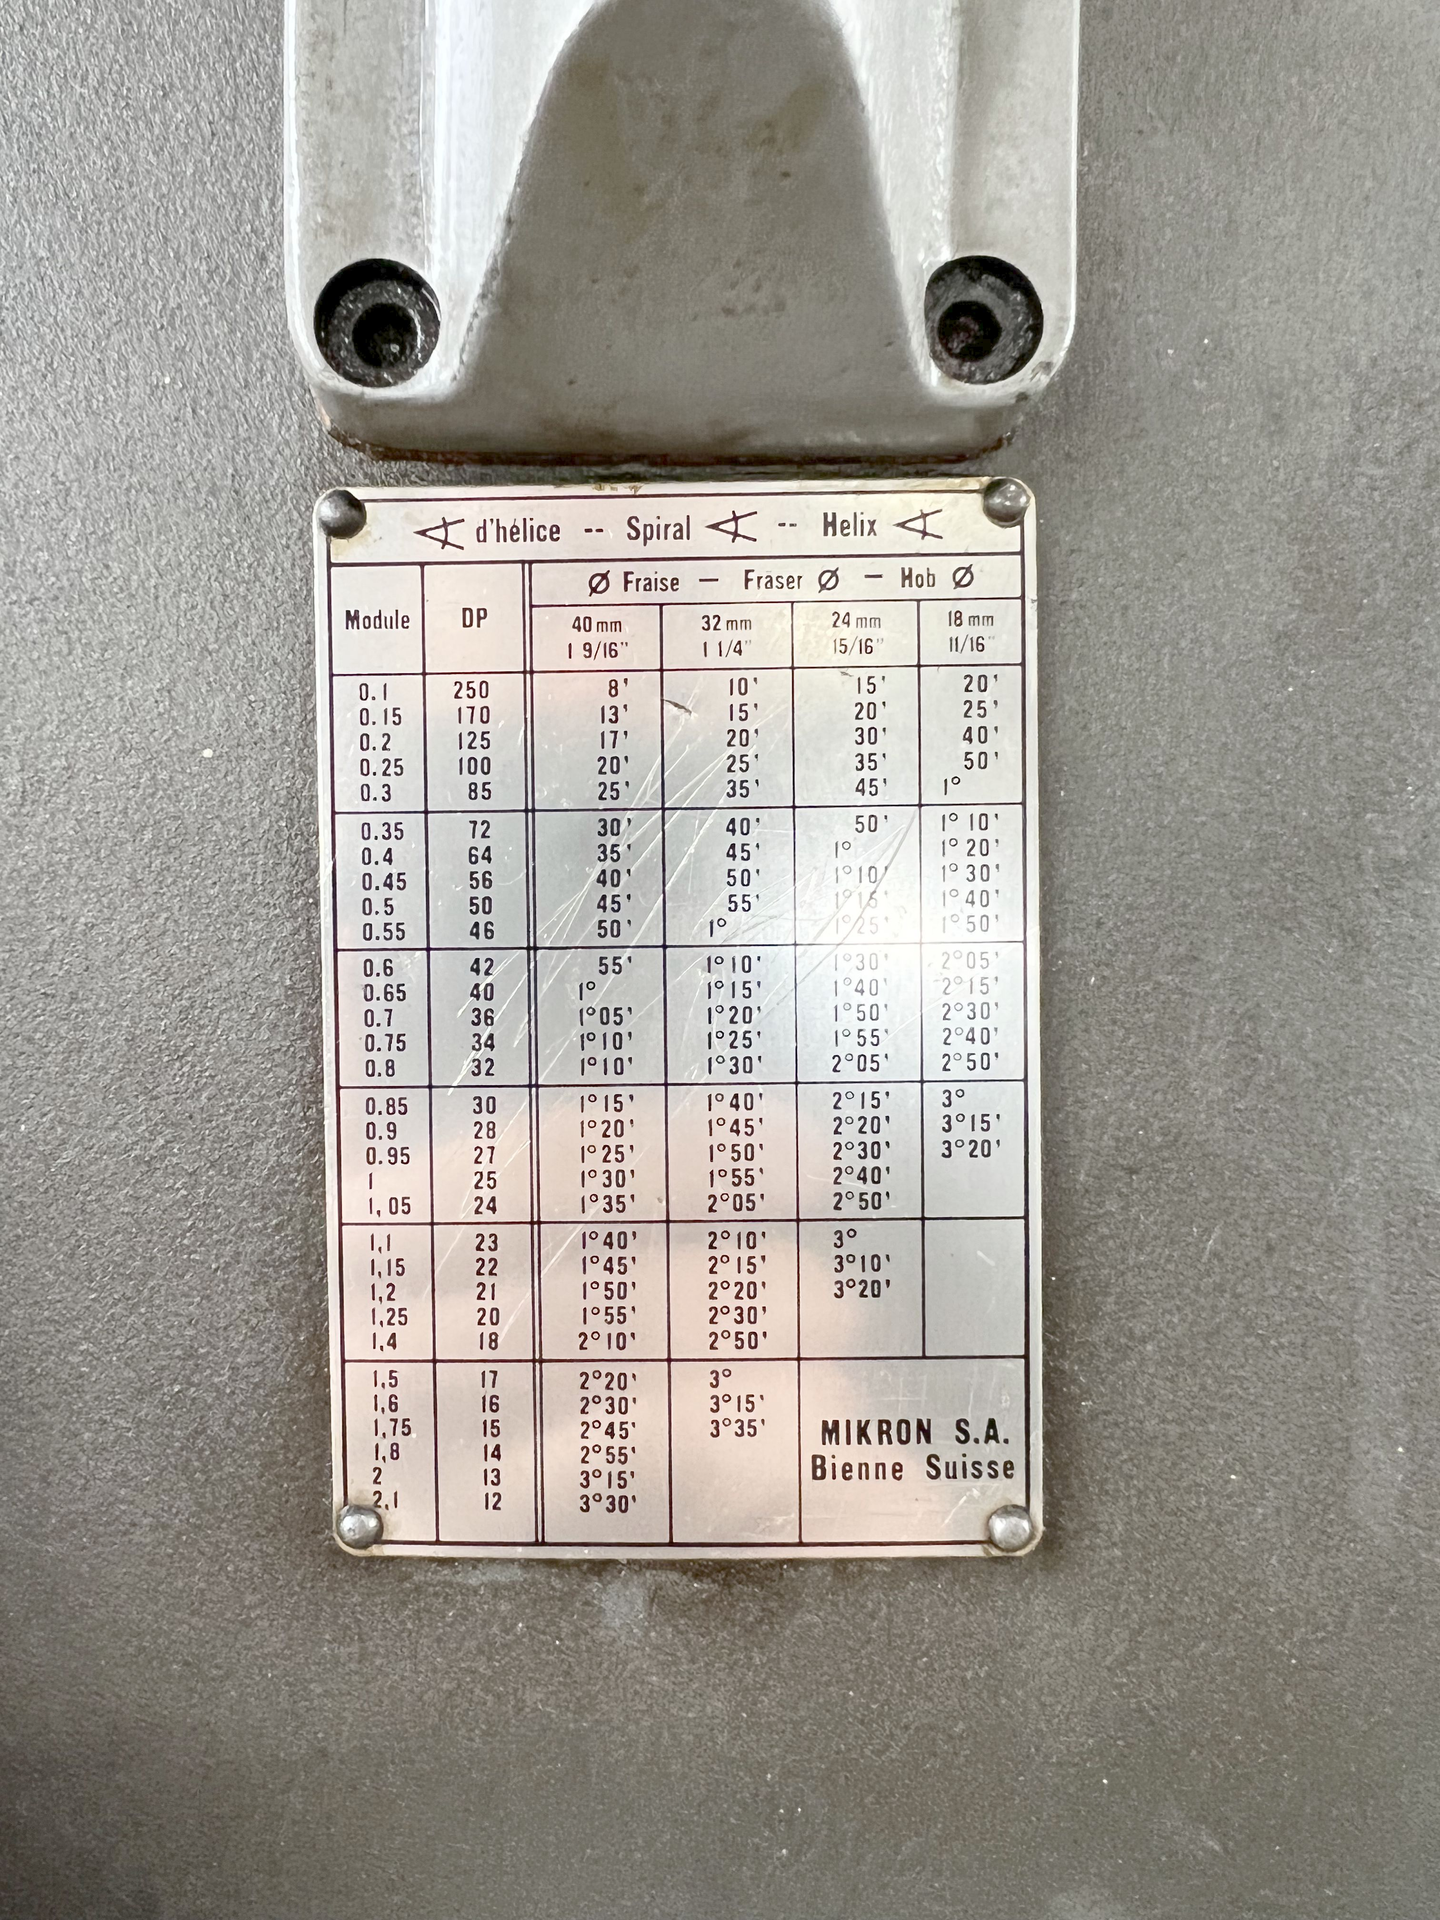 ∢ d'hélice -- Spiral ∢ -- Helix ∢
Module DP Ø Fraise — Fräser Ø — Hob Ø
40 mm 32 mm 24 mm 18 mm
1 9/16" 1 1/4" 15/16" 11/16"
0.1 250 8' 10' 15' 20'
0.15 170 13' 15' 20' 25'
0.2 125 17' 20' 30' 40'
0.25 100 20' 25' 35' 50'
0.3 85 25' 35' 45' 1°
0.35 72 30' 40' 50' 1° 10'
0.4 64 35' 45' 1° 1° 20'
0.45 56 40' 50' 1° 10' 1° 30'
0.5 50 45' 55' 1° 15' 1° 40'
0.55 46 50' 1° 1° 25' 1° 50'
0.6 42 55' 1° 10' 1° 30' 2° 05'
0.65 40 1° 1° 15' 1° 40' 2° 15'
0.7 36 1° 05' 1° 20' 1° 50' 2° 30'
0.75 34 1° 10' 1° 25' 1° 55' 2° 40'
0.8 32 1° 10' 1° 30' 2° 05' 2° 50'
0.85 30 1° 15' 1° 40' 2° 15' 3°
0.9 28 1° 20' 1° 45' 2° 20' 3° 15'
0.95 27 1° 25' 1° 50' 2° 30' 3° 20'
1 25 1° 30' 1° 55' 2° 40'
1,05 24 1° 35' 2° 05' 2° 50'
1,1 23 1° 40' 2° 10' 3°
1,15 22 1° 45' 2° 15' 3° 10'
1,2 21 1° 50' 2° 20' 3° 20'
1,25 20 1° 55' 2° 30'
1,4 18 2° 10' 2° 50'
1,5 17 2° 20' 3°
1,6 16 2° 30' 3° 15'
1,75 15 2° 45' 3° 35'
1,8 14 2° 55'
2 13 3° 15'
2,1 12 3° 30'
MIKRON S.A.
Bienne Suisse